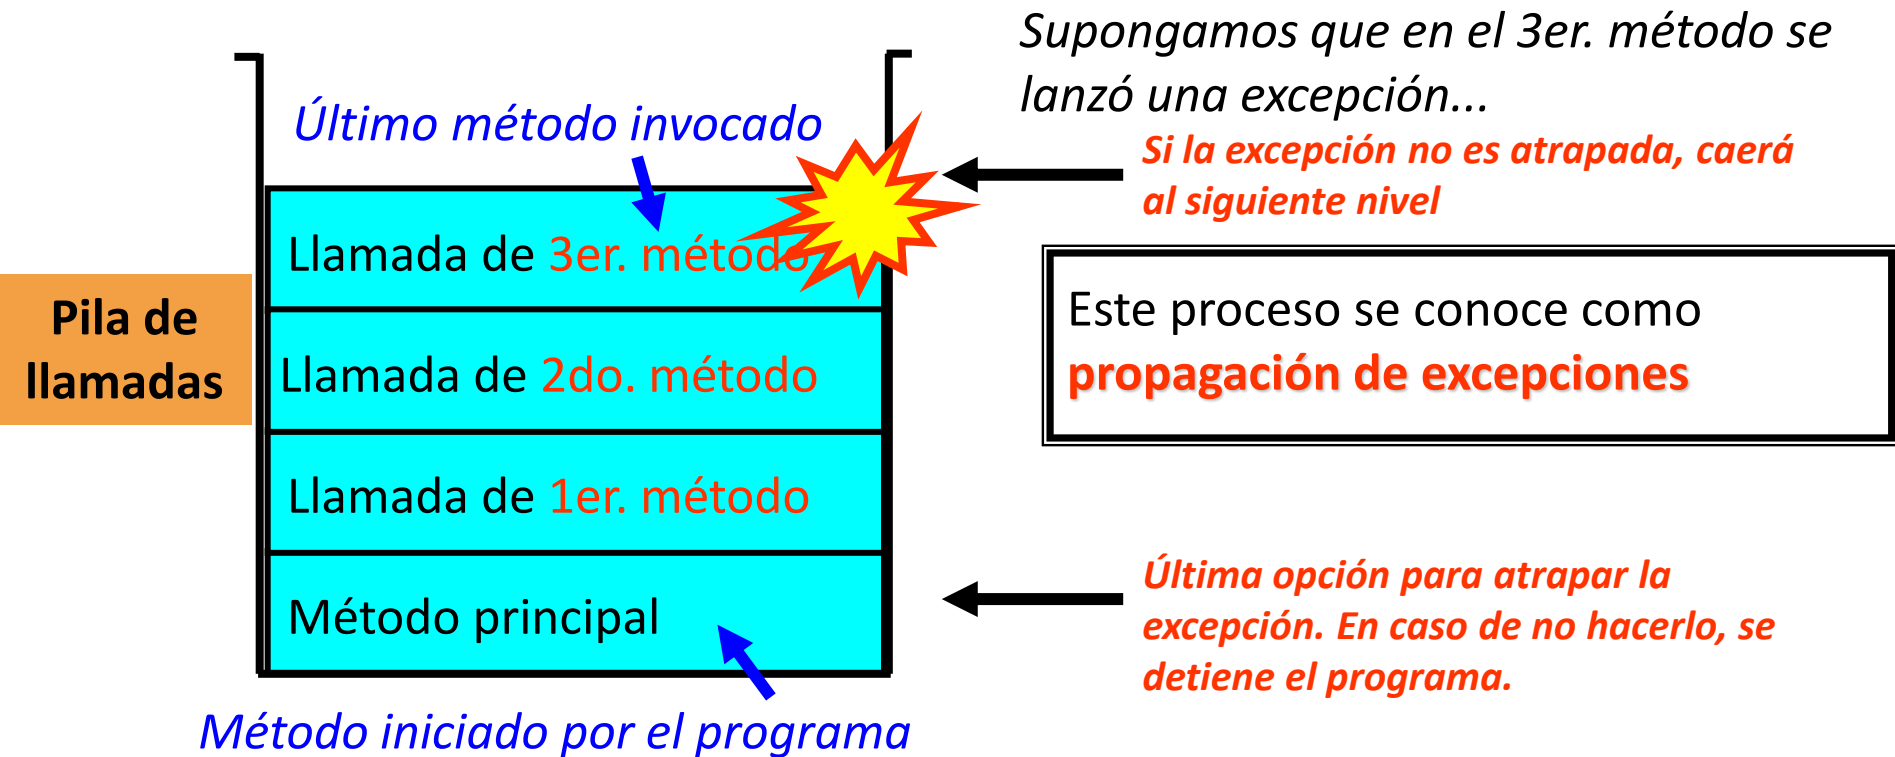 Supongamos que en el 3er. método se
lanzó una excepción...
Último método invocado
Si la excepción no es atrapada, caerá
al siguiente nivel
Llamada de 3er. método
Pila de
llamadas
Este proceso se conoce como
propagación de excepciones
Llamada de 2do. método
Llamada de 1er. método
Método principal
Última opción para atrapar la
excepción. En caso de no hacerlo, se
detiene el programa.
Método iniciado por el programa